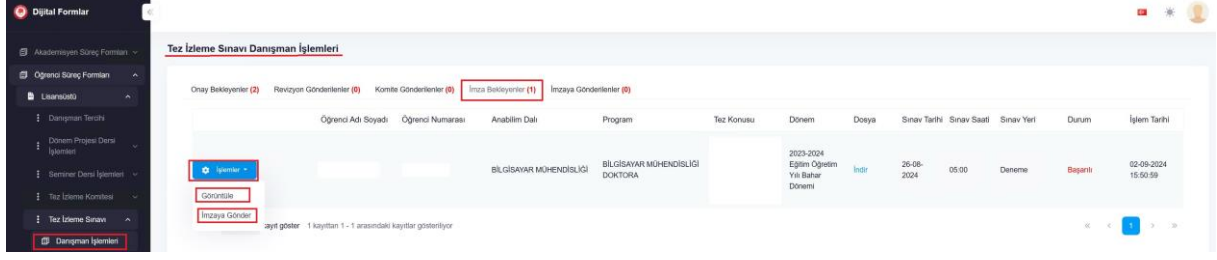 Dijital Formlar
Akademisyen Süreç Formları
Öğrenci Süreç Formları
Lisansüstü
Danışman Tercihi
Dönem Projesi Dersi
İşlemleri
Seminer Dersi İşlemleri
Tez İzleme Komitesi
Tez İzleme Sınavı
Danışman İşlemleri
Tez İzleme Sınavı Danışman İşlemleri
Onay Bekleyenler (2) Revizyon Gönderilenler (0) Komite Gönderilenler (0) İmza Bekleyenler (1) İmzaya Gönderilenler (0)
Öğrenci Adı Soyadı Öğrenci Numarası Anabilim Dalı Program Tez Konusu Dönem Dosya Sınav Tarihi Sınav Saati Sınav Yeri Durum İşlem Tarihi
İşlemler
BİLGİSAYAR MÜHENDİSLİĞİ
BİLGİSAYAR MÜHENDİSLİĞİ
DOKTORA
2023-2024
Eğitim Öğretim
Yılı Bahar
Dönemi
İndir
26-08-
2024
05:00
Deneme
Başarılı
02-09-2024
15:50:59
Görüntüle
İmzaya Gönder
kayıt göster 1 kayıttan 1 - 1 arasındaki kayıtlar gösteriliyor
« ‹ 1 › »